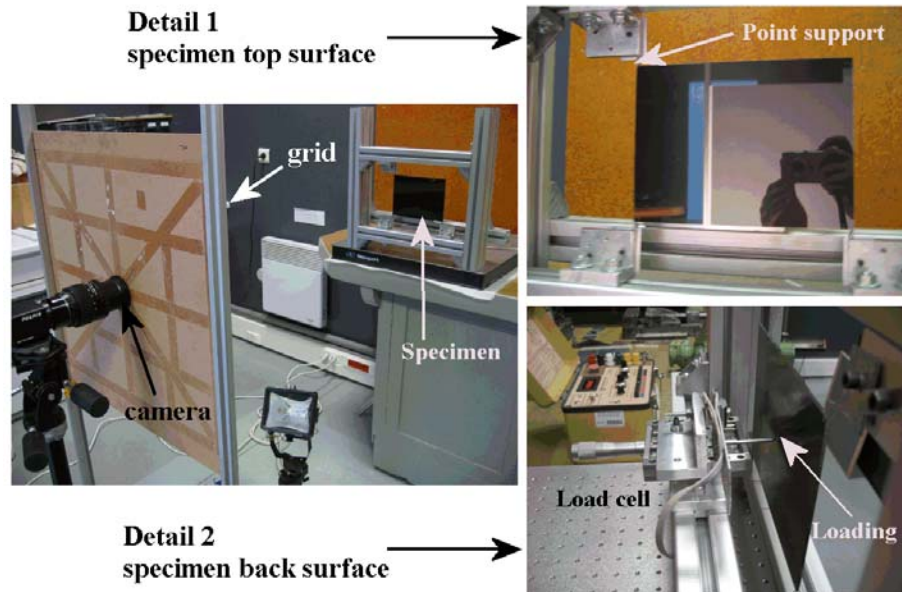 Detail 1
specimen top surface
Point support
grid
Specimen
camera
Load cell
Loading
Detail 2
specimen back surface